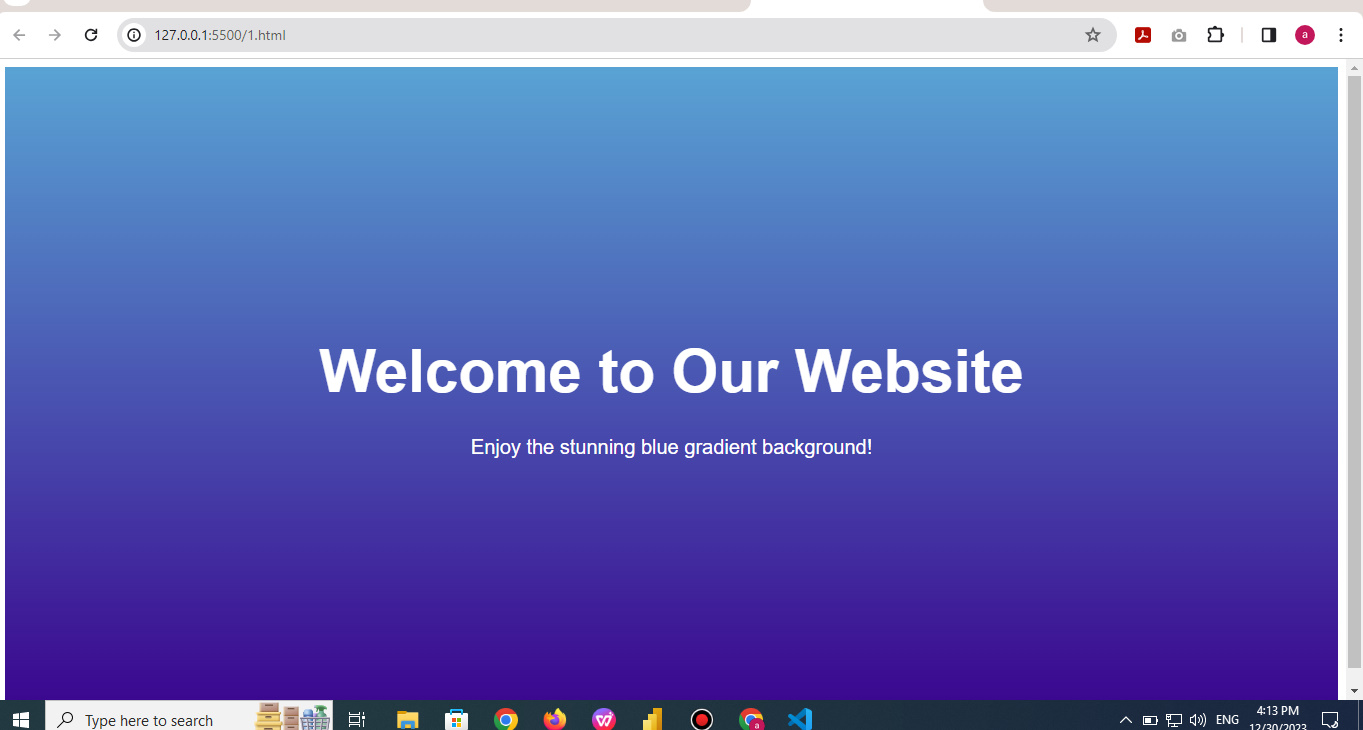 127.0.0.1:5500/1.html
a
Welcome to Our Website
Enjoy the stunning blue gradient background!
Type here to search
a
ENG
4:13 PM
12/30/2023